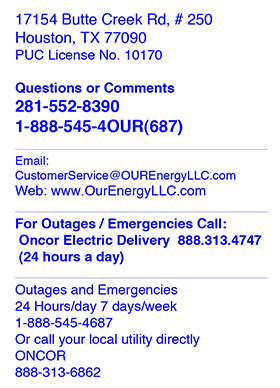 17154 Butte Creek Rd, # 250
Houston, TX 77090
PUC License No. 10170
Questions or Comments
281-552-8390
1-888-545-4OUR(687)
Email:
CustomerService@OUREnergyLLC.com
Web: www.OurEnergyLLC.com
For Outages / Emergencies Call:
Oncor Electric Delivery 888.313.4747
(24 hours a day)
Outages and Emergencies
24 Hours/day 7 days/week
1-888-545-4687
Or call your local utility directly
ONCOR
888-313-6862